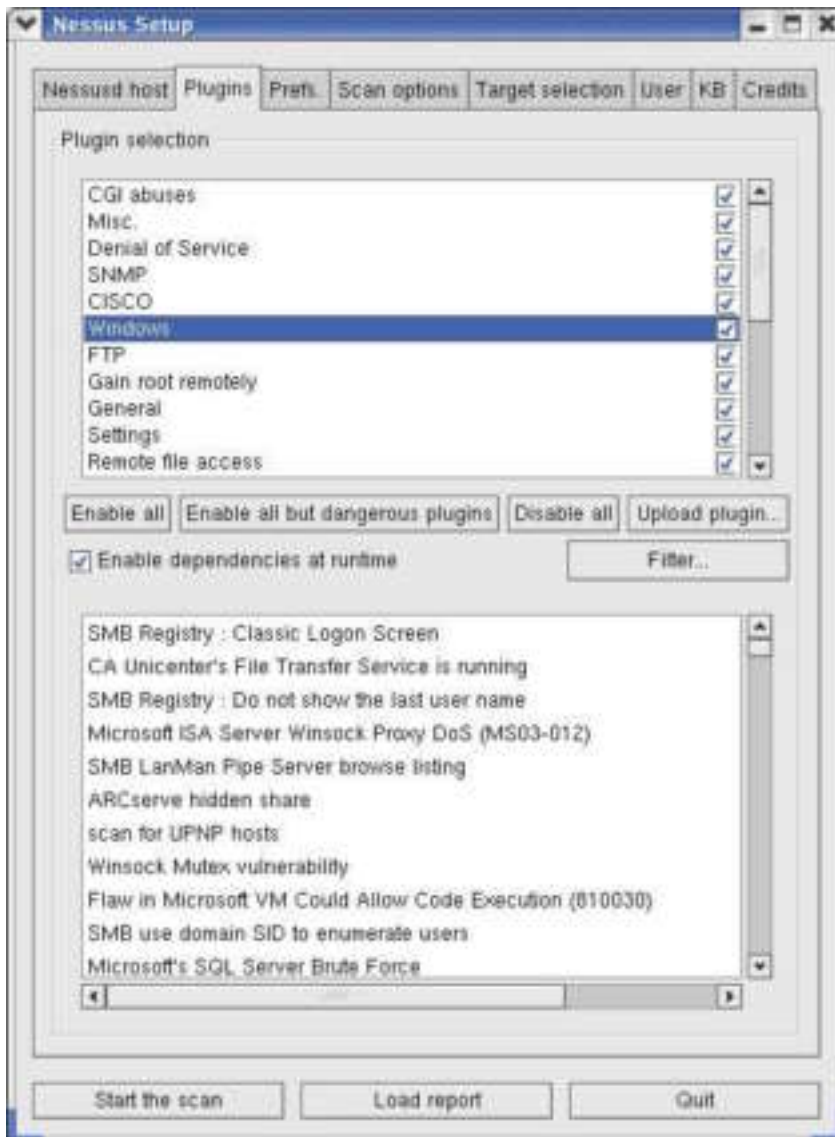 Nessus Setup
Nessusd host Plugins Prefs. Scan options Target selection User KB Credits
Plugin selection
CGI abuses
Misc.
Denial of Service
SNMP
CISCO
Windows
FTP
Gain root remotely
General
Settings
Remote file access
Enable all Enable all but dangerous plugins Disable all Upload plugin...
Enable dependencies at runtime Filter...
SMB Registry : Classic Logon Screen
CA Unicenter's File Transfer Service is running
SMB Registry : Do not show the last user name
Microsoft ISA Server Winsock Proxy DoS (MS03-012)
SMB LanMan Pipe Server browse listing
ARCserve hidden share
scan for UPNP hosts
Winsock Mutex vulnerability
Flaw in Microsoft VM Could Allow Code Execution (810030)
SMB use domain SID to enumerate users
Microsoft's SQL Server Brute Force
Start the scan Load report Quit